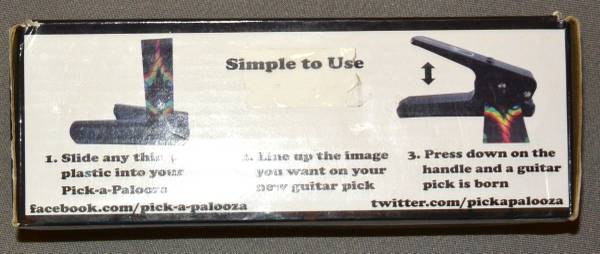 Simple to Use
1. Slide any thin
plastic into your
Pick-a-Palooza
2. Line up the image
you want on your
new guitar pick
3. Press down on the
handle and a guitar
pick is born
facebook.com/pick-a-palooza
twitter.com/pickapalooza